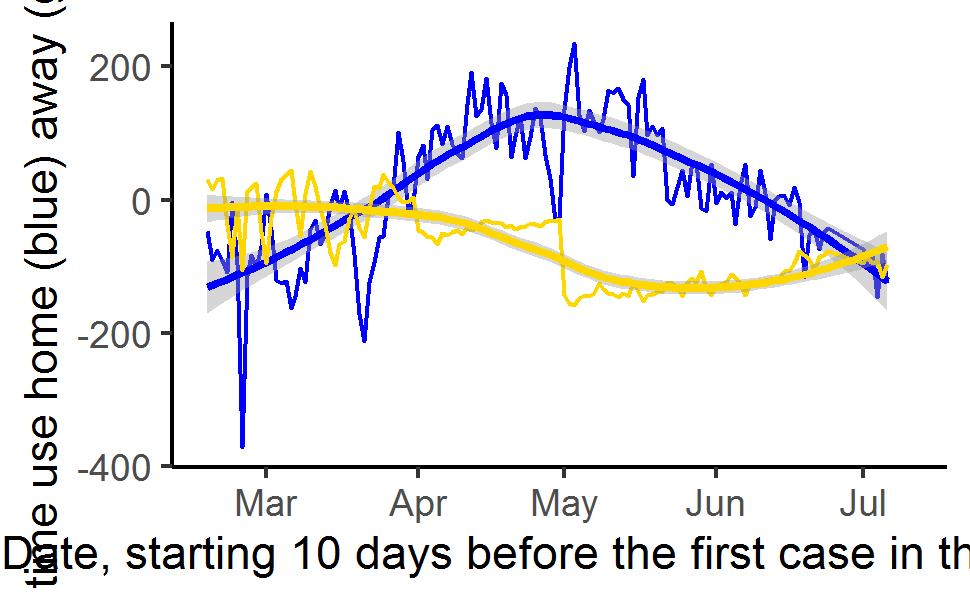 time use home (blue) away (
200
0
-200
-400
Mar Apr May Jun Jul
Date, starting 10 days before the first case in th